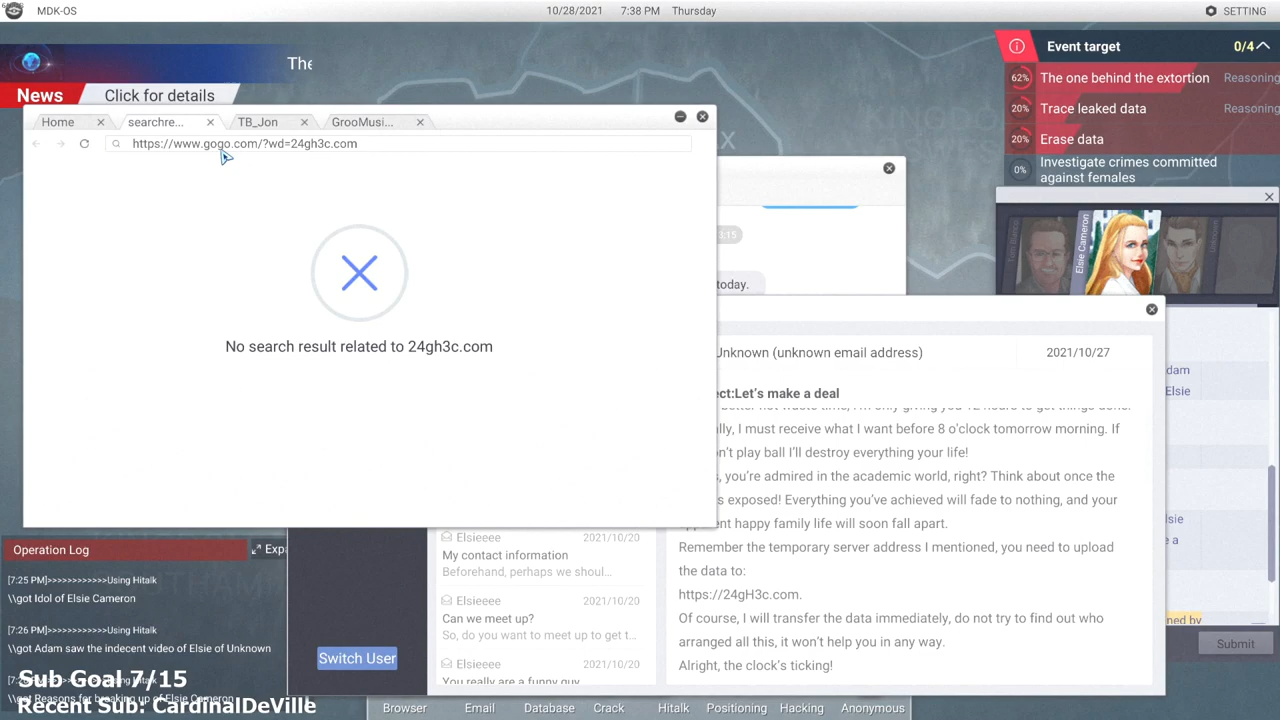 MDK-OS
10/28/2021 7:38 PM Thursday
SETTING
The
News
Click for details
Event target
0/4
62% The one behind the extortion Reasoning
20% Trace leaked data Reasoning
20% Erase data
0% Investigate crimes committed
against females
Home
searchre...
TB_Jon
GrooMusi...
https://www.gogo.com/?wd=24gh3c.com
No search result related to 24gh3c.com
3:15
today.
Elsie Cameron
Unknown
Unknown (unknown email address)
2021/10/27
ect:Let's make a deal
ally, I must receive what I want before 8 o'clock tomorrow morning. If
n't play ball I'll destroy everything your life!
s, you're admired in the academic world, right? Think about once the
s exposed! Everything you've achieved will fade to nothing, and your
parent happy family life will soon fall apart.
Remember the temporary server address I mentioned, you need to upload
the data to:
https://24gH3c.com.
Of course, I will transfer the data immediately, do not try to find out who
arranged all this, it won't help you in any way.
Alright, the clock's ticking!
dam
Elsie
lsie
e a
ned by
Submit
Elsieeee 2021/10/20
My contact information
Beforehand, perhaps we shoul...
Elsieeee 2021/10/20
Can we meet up?
So, do you want to meet up to get t...
Elsieeee 2021/10/20
You really are a funny guy
Switch User
Operation Log
Expa
[7:25 PM]>>>>>>>>>>>>Using Hitalk
\\got Idol of Elsie Cameron
[7:26 PM]>>>>>>>>>>>>Using Hitalk
\\got Adam saw the indecent video of Elsie of Unknown
\\got Reasons for breaking up of Elsie Cameron
Sub Goal 7/15
Recent Sub: CardinalDeVille
Browser
Email
Database
Crack
Hitalk
Positioning
Hacking
Anonymous